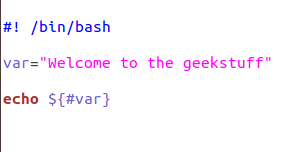 #! /bin/bash
var="Welcome to the geekstuff"
echo ${#var}